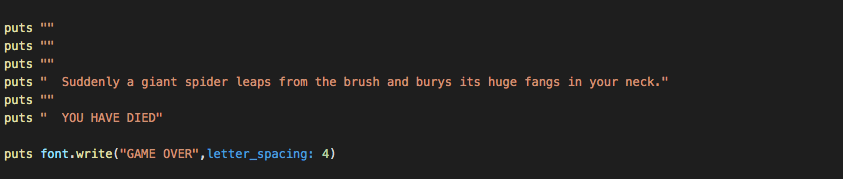 puts ""
puts ""
puts ""
puts "  Suddenly a giant spider leaps from the brush and burys its huge fangs in your neck."
puts ""
puts "  YOU HAVE DIED"
puts font.write("GAME OVER",letter_spacing: 4)